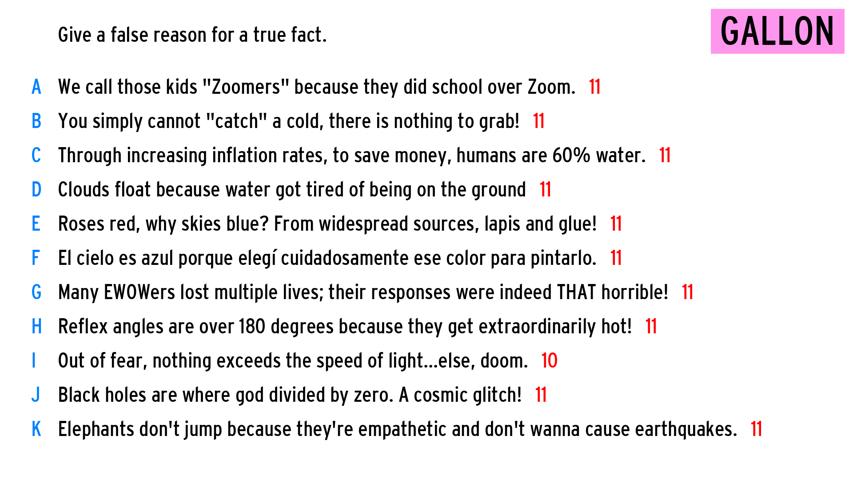 Give a false reason for a true fact.
GALLON
A We call those kids "Zoomers" because they did school over Zoom. 11
B You simply cannot "catch" a cold, there is nothing to grab! 11
C Through increasing inflation rates, to save money, humans are 60% water. 11
D Clouds float because water got tired of being on the ground 11
E Roses red, why skies blue? From widespread sources, lapis and glue! 11
F El cielo es azul porque elegí cuidadosamente ese color para pintarlo. 11
G Many EWOWers lost multiple lives; their responses were indeed THAT horrible! 11
H Reflex angles are over 180 degrees because they get extraordinarily hot! 11
I Out of fear, nothing exceeds the speed of light...else, doom. 10
J Black holes are where god divided by zero. A cosmic glitch! 11
K Elephants don't jump because they're empathetic and don't wanna cause earthquakes. 11